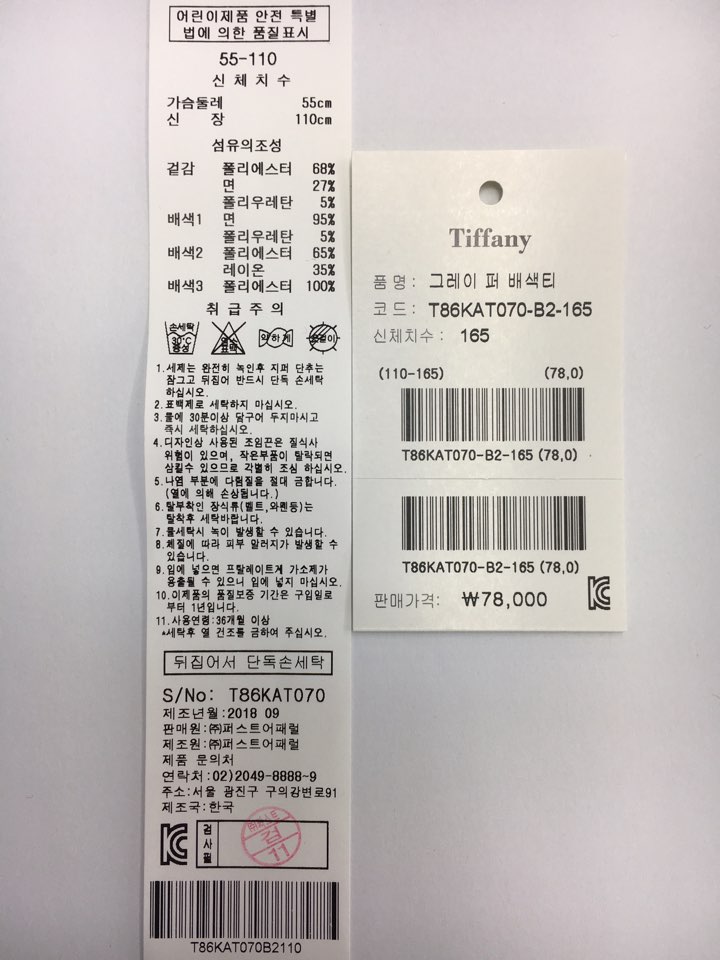 어린이제품 안전 특별
법에 의한 품질표시
55-110
신 체 치 수
가슴둘레 55cm
신 장 110cm
섬유의조성
겉감 폴리에스터 68%
면 27%
폴리우레탄 5%
배색1 면 95%
폴리우레탄 5%
배색2 폴리에스터 65%
레이온 35%
배색3 폴리에스터 100%
취 급 주 의
손세탁
30℃
중성
염소
표백
약하게
옷걸이
1.세제는 완전히 녹인후 지퍼 단추는
잠그고 뒤집어 반드시 단독 손세탁
하십시오.
2.표백제로 세탁하지 마십시오.
3.물에 30분이상 담구어 두지마시고
즉시 세탁하십시오.
4.디자인상 사용된 조임끈은 질식사
위험이 있으며, 작은부품이 탈락되면
삼킬수 있으므로 각별히 조심 하십시오.
5.나염 부분에 다림질을 절대 금합니다.
(열에 의해 손상됩니다.)
6.탈부착인 장식류(벨트,와펜등)는
탈착후 세탁바랍니다.
7.물세탁시 녹이 발생할 수 있습니다.
8.체질에 따라 피부 알러지가 발생할 수
있습니다.
9.입에 넣으면 프탈레이트계 가소제가
용출될 수 있으니 입에 넣지 마십시오.
10.이제품의 품질보증 기간은 구입일로
부터 1년입니다.
11.사용연령:36개월 이상
▲세탁후 열 건조를 금하여 주십시오.
뒤집어서 단독손세탁
S/No: T86KAT070
제조년월:2018 09
판매원:㈜퍼스트어패럴
제조원:㈜퍼스트어패럴
제품 문의처
연락처:02)2049-8888~9
주소:서울 광진구 구의강변로91
제조국:한국
검사필
검
11
T86KAT070B2110
Tiffany
품 명: 그레이 퍼 배색티
코 드: T86KAT070-B2-165
신체치수: 165
(110-165) (78,0)
T86KAT070-B2-165 (78,0)
T86KAT070-B2-165 (78,0)
판매가격: ₩78,000